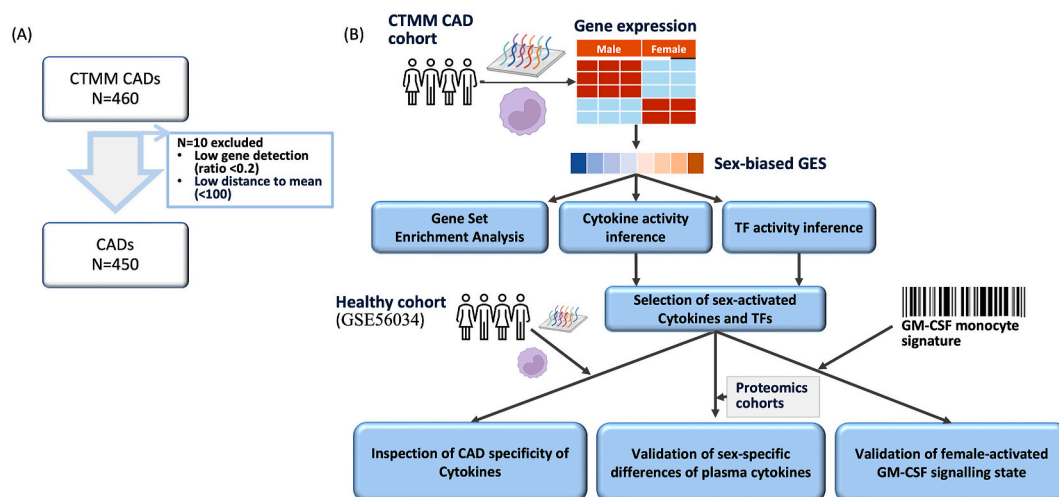 (A)
CTMM CADs
N=460
N=10 excluded
• Low gene detection
(ratio <0.2)
• Low distance to mean
(<100)
CADs
N=450
(B)
CTMM CAD
cohort
Gene expression
Male Female
Sex-biased GES
Gene Set
Enrichment Analysis
Cytokine activity
inference
TF activity inference
Healthy cohort
(GSE56034)
Selection of sex-activated
Cytokines and TFs
GM-CSF monocyte
signature
Proteomics
cohorts
Inspection of CAD specificity of
Cytokines
Validation of sex-specific
differences of plasma cytokines
Validation of female-activated
GM-CSF signalling state